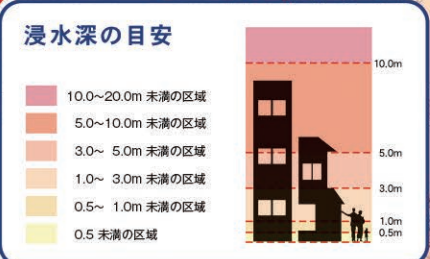 浸水深の目安
10.0～20.0m 未満の区域
5.0～10.0m 未満の区域
3.0～ 5.0m 未満の区域
1.0～ 3.0m 未満の区域
0.5～ 1.0m 未満の区域
0.5 未満の区域
10.0m
5.0m
3.0m
1.0m
0.5m